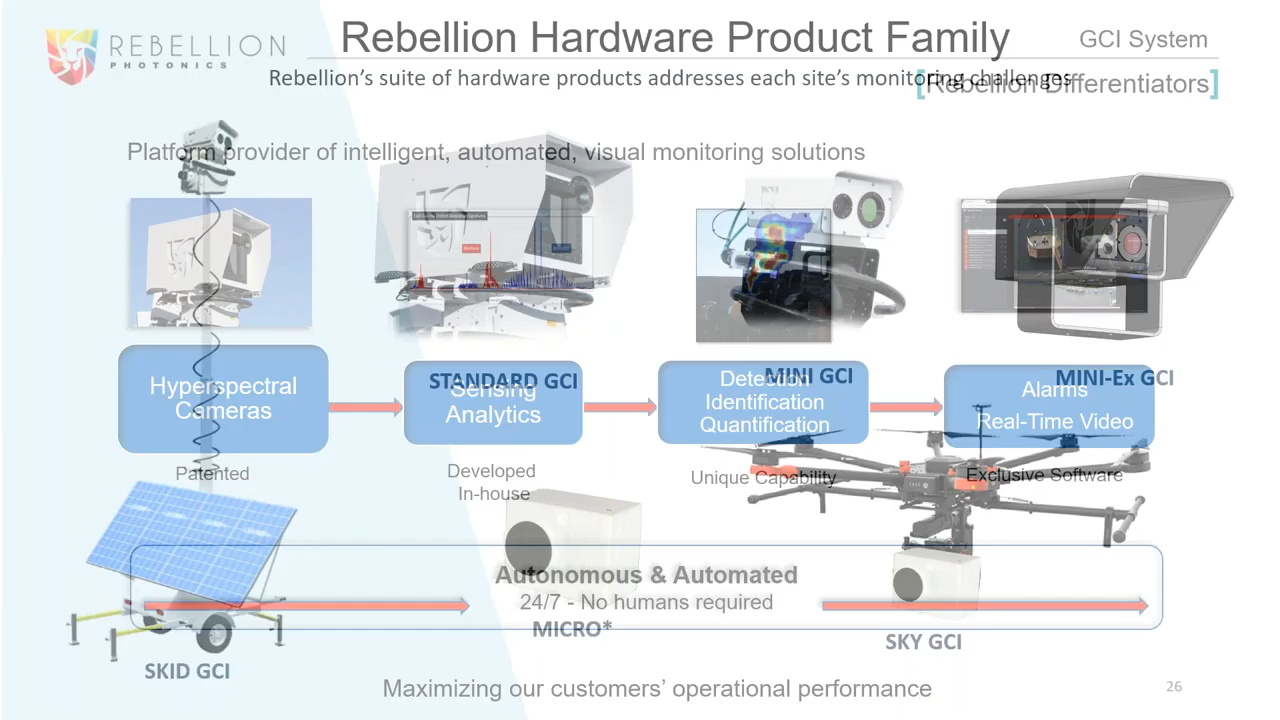 REBELLION
PHOTONICS
Rebellion Hardware Product Family
GCI System
Rebellion's suite of hardware products addresses each site's monitoring challenges
[Rebellion Differentiators]
Platform provider of intelligent, automated, visual monitoring solutions
Hyperspectral
Cameras
STANDARD GCI
Sensing
Analytics
MINI GCI
Detection
Identification
Quantification
MINI-Ex GCI
Alarms
Real-Time Video
Patented
Developed
In-house
Unique Capability
Exclusive Software
Autonomous & Automated
24/7 - No humans required
MICRO*
SKY GCI
SKID GCI
Maximizing our customers' operational performance
26